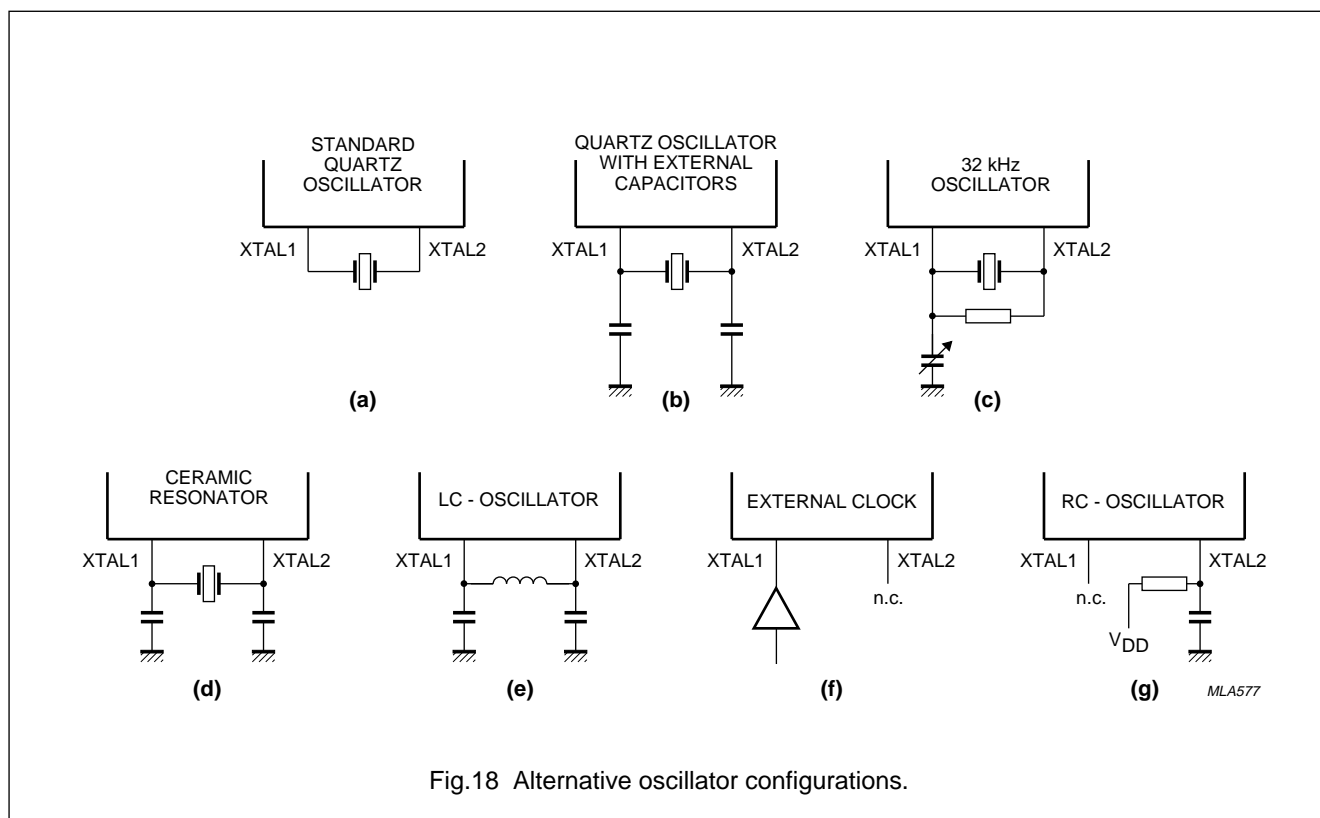 STANDARD
QUARTZ
OSCILLATOR
XTAL1
XTAL2
(a)
QUARTZ OSCILLATOR
WITH EXTERNAL
CAPACITORS
XTAL1
XTAL2
(b)
32 kHz
OSCILLATOR
XTAL1
XTAL2
(c)
CERAMIC
RESONATOR
XTAL1
XTAL2
(d)
LC - OSCILLATOR
XTAL1
XTAL2
(e)
EXTERNAL CLOCK
XTAL1
XTAL2
n.c.
(f)
RC - OSCILLATOR
XTAL1
XTAL2
n.c.
VDD
(g)
MLA577
Fig.18 Alternative oscillator configurations.